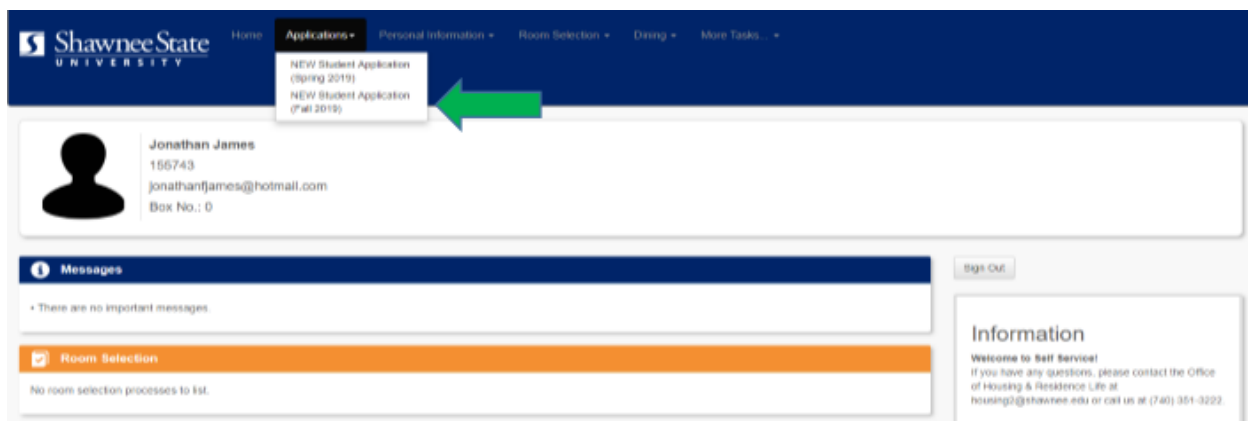 Shawnee State
UNIVERSITY
Home Applications Personal Information Room Selection Dining More Tasks...
NEW Student Application
(Spring 2019)
NEW Student Application
(Fall 2019)
Jonathan James
155743
jonathanfjames@hotmail.com
Box No.: 0
Messages
• There are no important messages.
Room Selection
No room selection processes to list.
Sign Out
Information
Welcome to Self Service!
If you have any questions, please contact the Office
of Housing & Residence Life at
housing2@shawnee.edu or call us at (740) 351-3222.